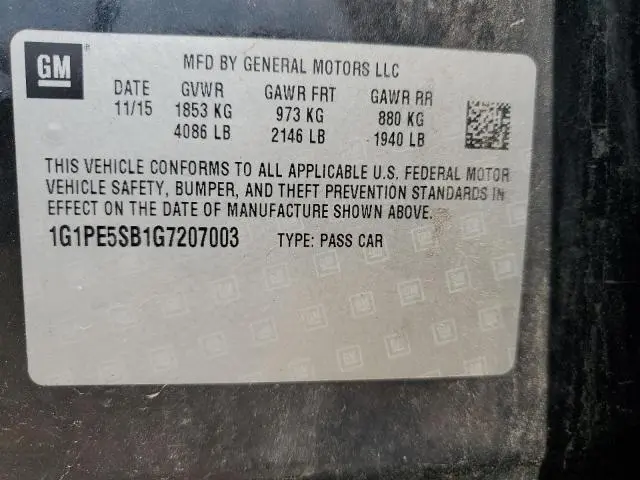 GM
MFD BY GENERAL MOTORS LLC
DATE GVWR GAWR FRT GAWR RR
11/15 1853 KG 973 KG 880 KG
4086 LB 2146 LB 1940 LB
THIS VEHICLE CONFORMS TO ALL APPLICABLE U.S. FEDERAL MOTOR
VEHICLE SAFETY, BUMPER, AND THEFT PREVENTION STANDARDS IN
EFFECT ON THE DATE OF MANUFACTURE SHOWN ABOVE.
1G1PE5SB1G7207003 TYPE: PASS CAR